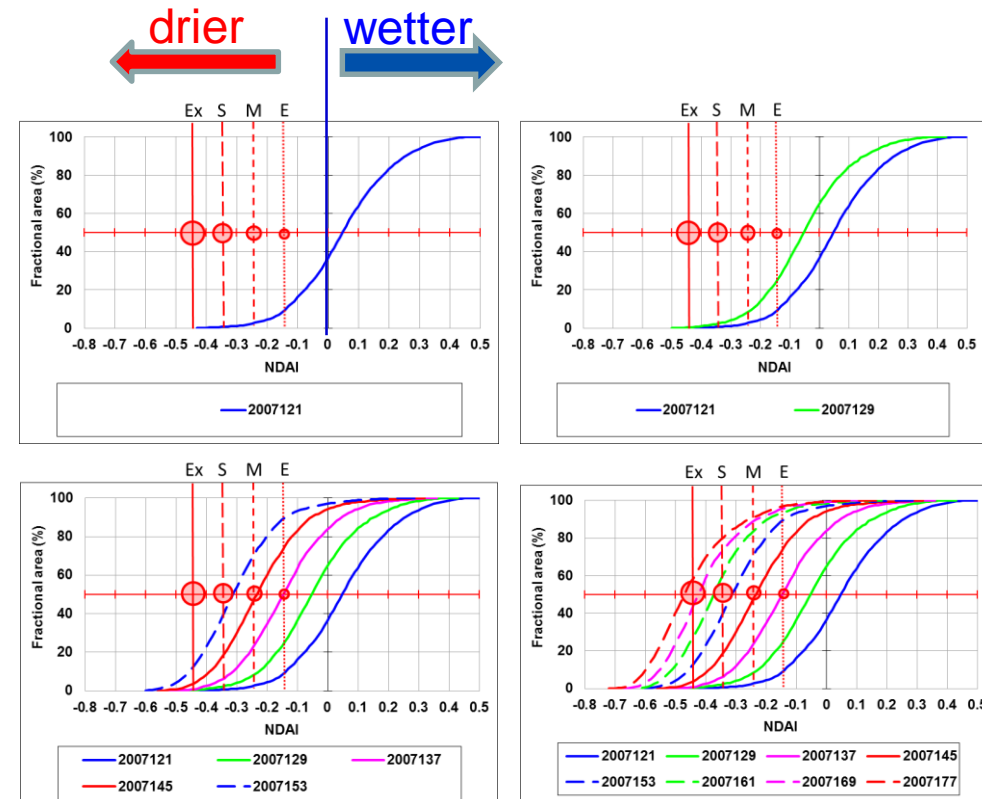 drier wetter
Ex S M E
Fractional area (%)
100
80
60
40
20
0
-0.8 -0.7 -0.6 -0.5 -0.4 -0.3 -0.2 -0.1 0 0.1 0.2 0.3 0.4 0.5
NDAI
2007121
Ex S M E
Fractional area (%)
100
80
60
40
20
0
-0.8 -0.7 -0.6 -0.5 -0.4 -0.3 -0.2 -0.1 0 0.1 0.2 0.3 0.4 0.5
NDAI
2007121 2007129
Ex S M E
Fractional area (%)
100
80
60
40
20
0
-0.8 -0.7 -0.6 -0.5 -0.4 -0.3 -0.2 -0.1 0 0.1 0.2 0.3 0.4 0.5
NDAI
2007121 2007129 2007137
2007145 2007153
Ex S M E
Fractional area (%)
100
80
60
40
20
0
-0.8 -0.7 -0.6 -0.5 -0.4 -0.3 -0.2 -0.1 0 0.1 0.2 0.3 0.4 0.5
NDAI
2007121 2007129 2007137 2007145
2007153 2007161 2007169 2007177